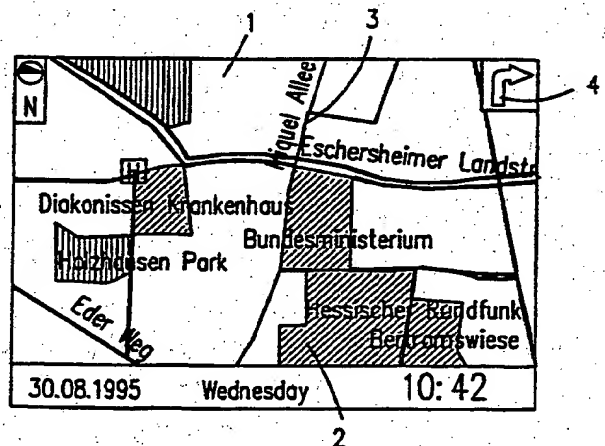 1
3
4
N
Miquel Allee
Eschersheimer Landstr
H
Diakonissen Krankenhaus
Bundesministerium
Holzhausen Park
Hessischer Rundfunk
Eder Weg
Bertramswiese
30.08.1995 Wednesday 10:42
2